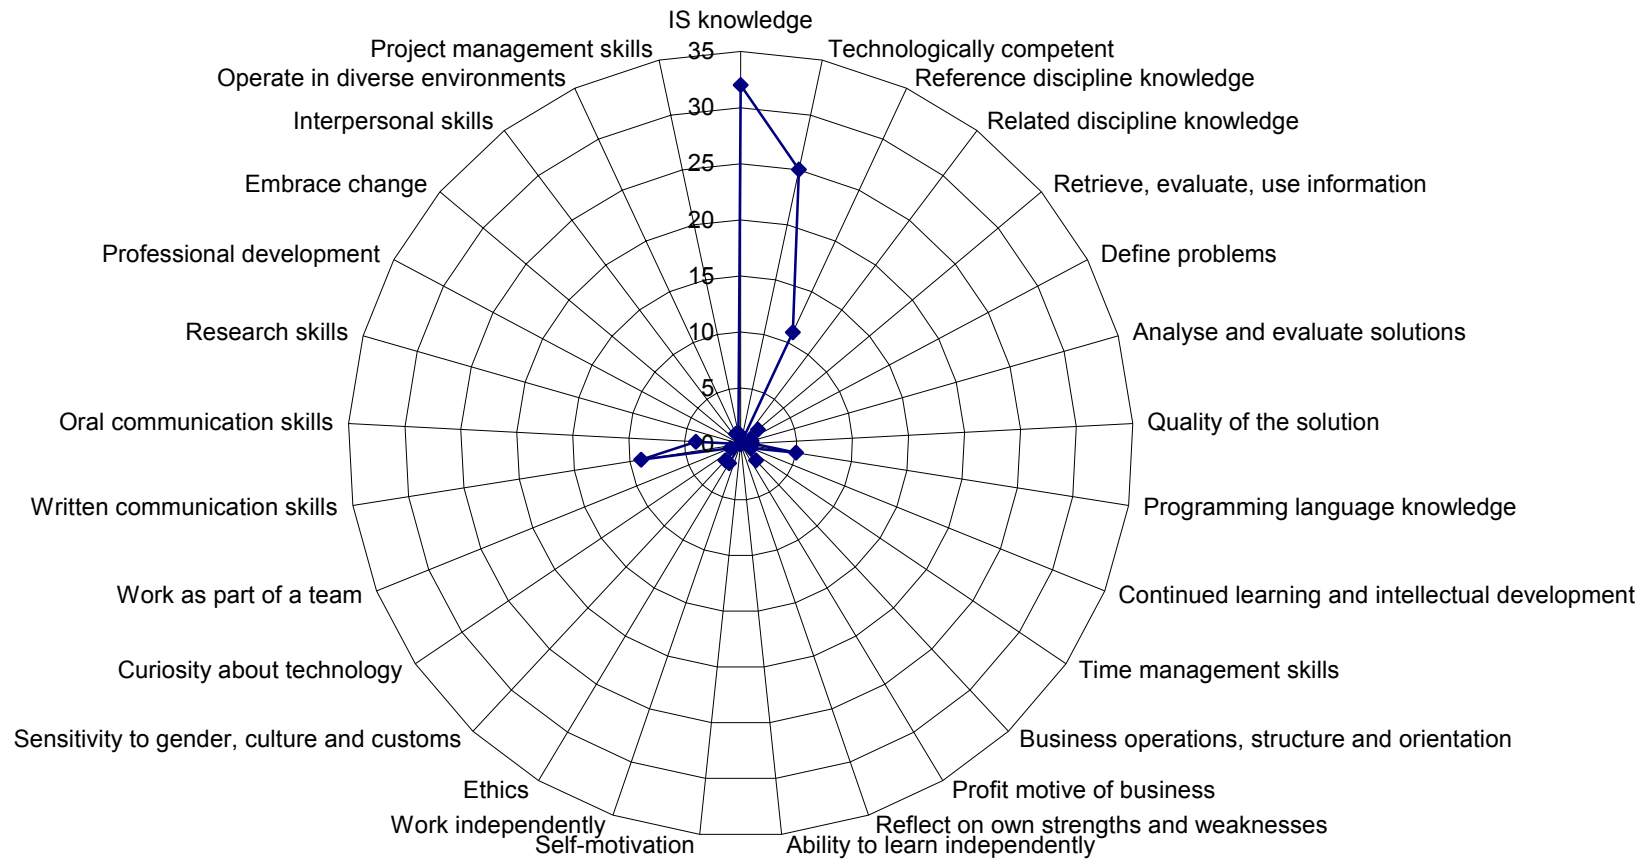 IS knowledge
Technologically competent
Reference discipline knowledge
Related discipline knowledge
Retrieve, evaluate, use information
Define problems
Analyse and evaluate solutions
Quality of the solution
Programming language knowledge
Continued learning and intellectual development
Time management skills
Business operations, structure and orientation
Profit motive of business
Reflect on own strengths and weaknesses
Ability to learn independently
Self-motivation
Work independently
Ethics
Sensitivity to gender, culture and customs
Curiosity about technology
Work as part of a team
Written communication skills
Oral communication skills
Research skills
Professional development
Embrace change
Interpersonal skills
Operate in diverse environments
Project management skills
35
30
25
20
15
10
5
0